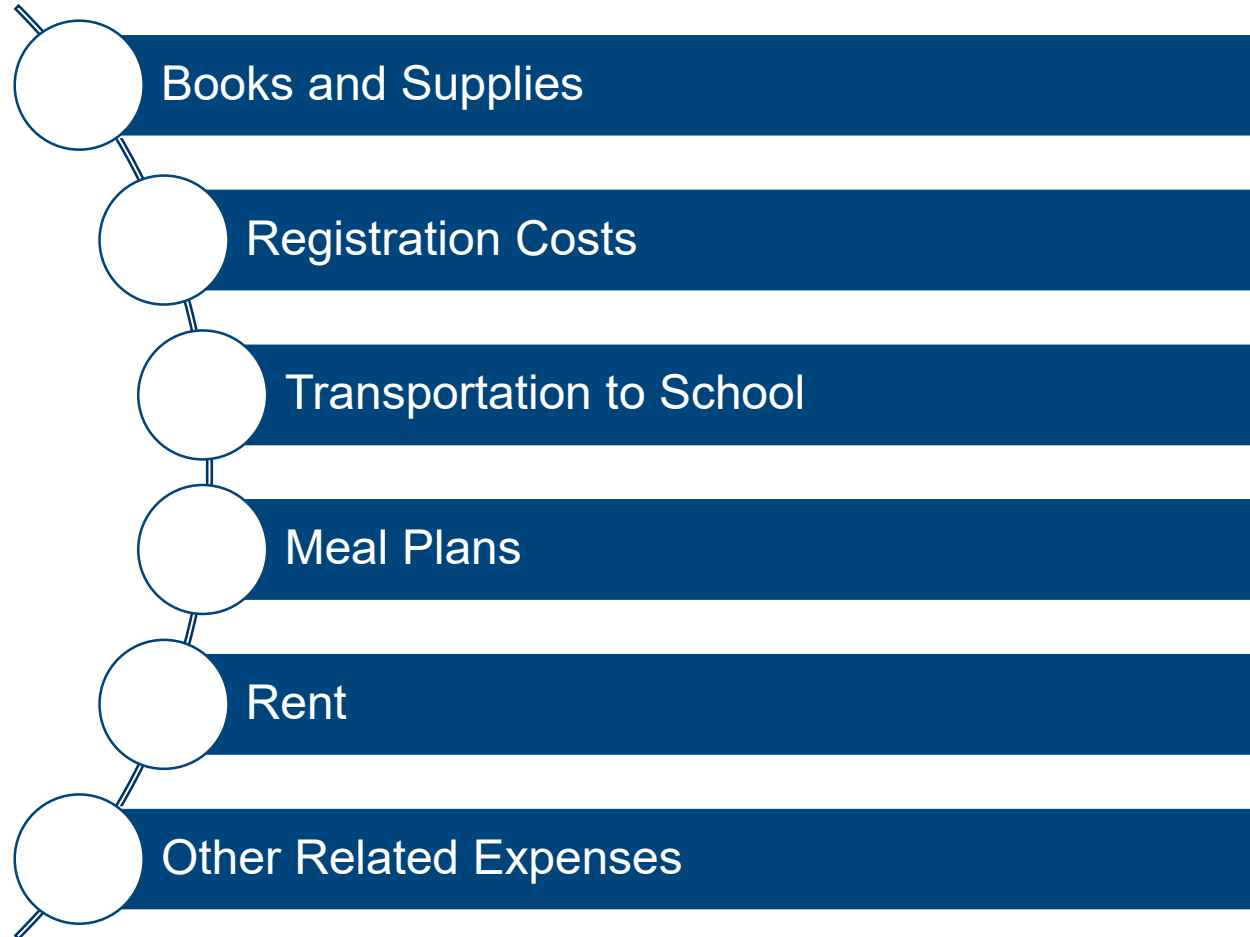 Books and Supplies
Registration Costs
Transportation to School
Meal Plans
Rent
Other Related Expenses